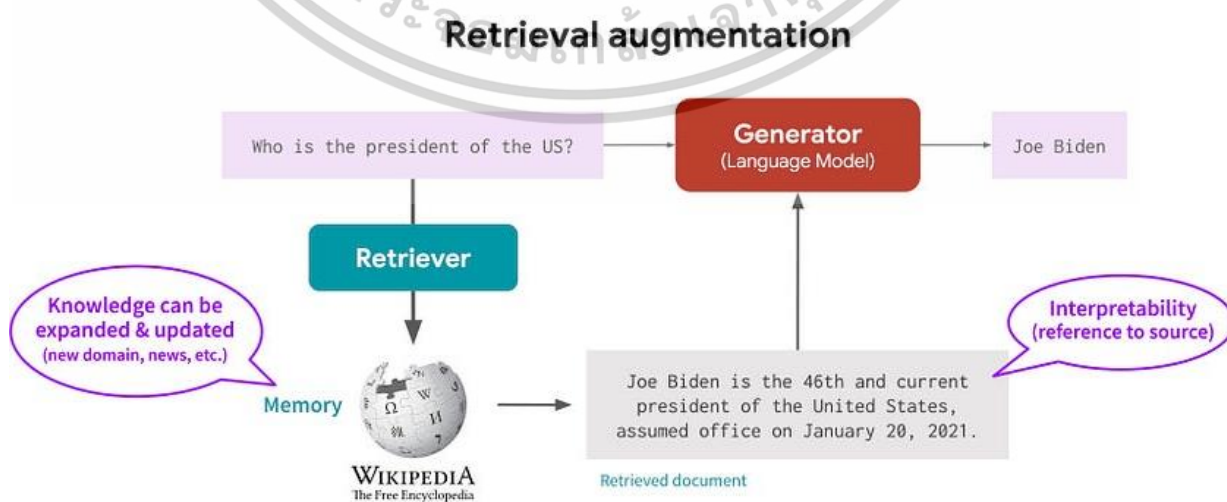 Retrieval augmentation
Who is the president of the US?
Generator
(Language Model)
Joe Biden
Retriever
Knowledge can be
expanded & updated
(new domain, news, etc.)
Interpretability
(reference to source)
Memory
Ω
W
И
WIKIPEDIA
The Free Encyclopedia
Joe Biden is the 46th and current
president of the United States,
assumed office on January 20, 2021.
Retrieved document